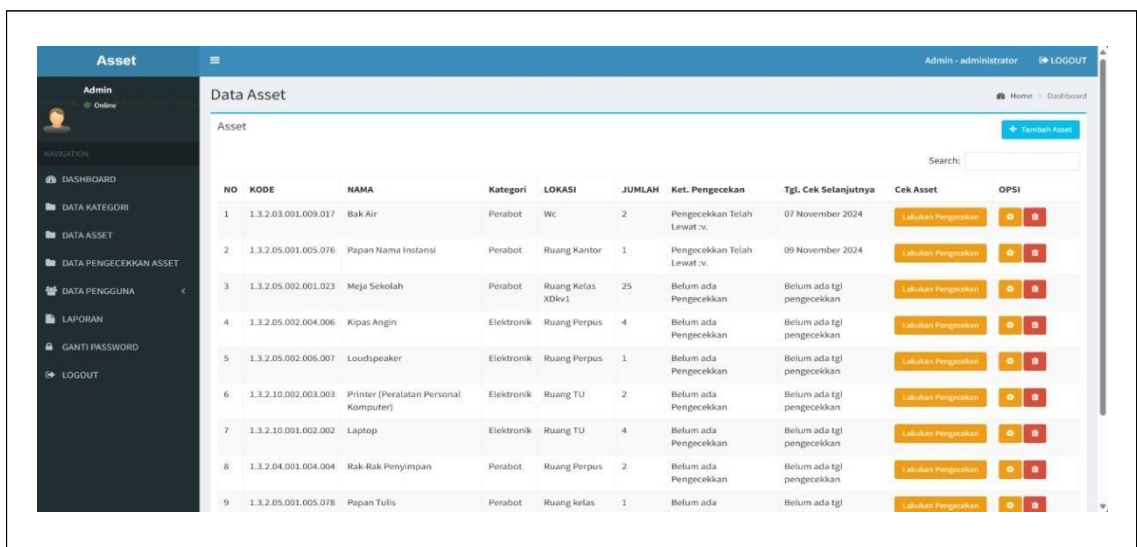 Asset
Admin - administrator LOGOUT
Admin
Online
Data Asset
Home > Dashboard
Asset
Tambah Asset
NAVIGATION
Search:
DASHBOARD
DATA KATEGORI
DATA ASSET
DATA PENGECEKKAN ASSET
DATA PENGGUNA <
LAPORAN
GANTI PASSWORD
LOGOUT
NO KODE NAMA Kategori LOKASI JUMLAH Ket. Pengecekan Tgl. Cek Selanjutnya Cek Asset OPSI
1 1.3.2.03.001.009.017 Bak Air Perabot Wc 2 Pengecekkan Telah 07 November 2024 Lakukan Pengecekan
Lewat :v.
2 1.3.2.05.001.005.076 Papan Nama Instansi Perabot Ruang Kantor 1 Pengecekkan Telah 09 November 2024 Lakukan Pengecekan
Lewat :v.
3 1.3.2.05.002.001.023 Meja Sekolah Perabot Ruang Kelas 25 Belum ada Belum ada tgl Lakukan Pengecekan
XDkv1 Pengecekkan pengecekkan
4 1.3.2.05.002.004.006 Kipas Angin Elektronik Ruang Perpus 4 Belum ada Belum ada tgl Lakukan Pengecekan
Pengecekkan pengecekkan
5 1.3.2.05.002.006.007 Loudspeaker Elektronik Ruang Perpus 1 Belum ada Belum ada tgl Lakukan Pengecekan
Pengecekkan pengecekkan
6 1.3.2.10.002.003.003 Printer (Peralatan Personal Elektronik Ruang TU 2 Belum ada Belum ada tgl Lakukan Pengecekan
Komputer) Pengecekkan pengecekkan
7 1.3.2.10.001.002.002 Laptop Elektronik Ruang TU 4 Belum ada Belum ada tgl Lakukan Pengecekan
Pengecekkan pengecekkan
8 1.3.2.04.001.004.004 Rak-Rak Penyimpan Perabot Ruang Perpus 2 Belum ada Belum ada tgl Lakukan Pengecekan
Pengecekkan pengecekkan
9 1.3.2.05.001.005.078 Papan Tulis Perabot Ruang kelas 1 Belum ada Belum ada tgl Lakukan Pengecekan